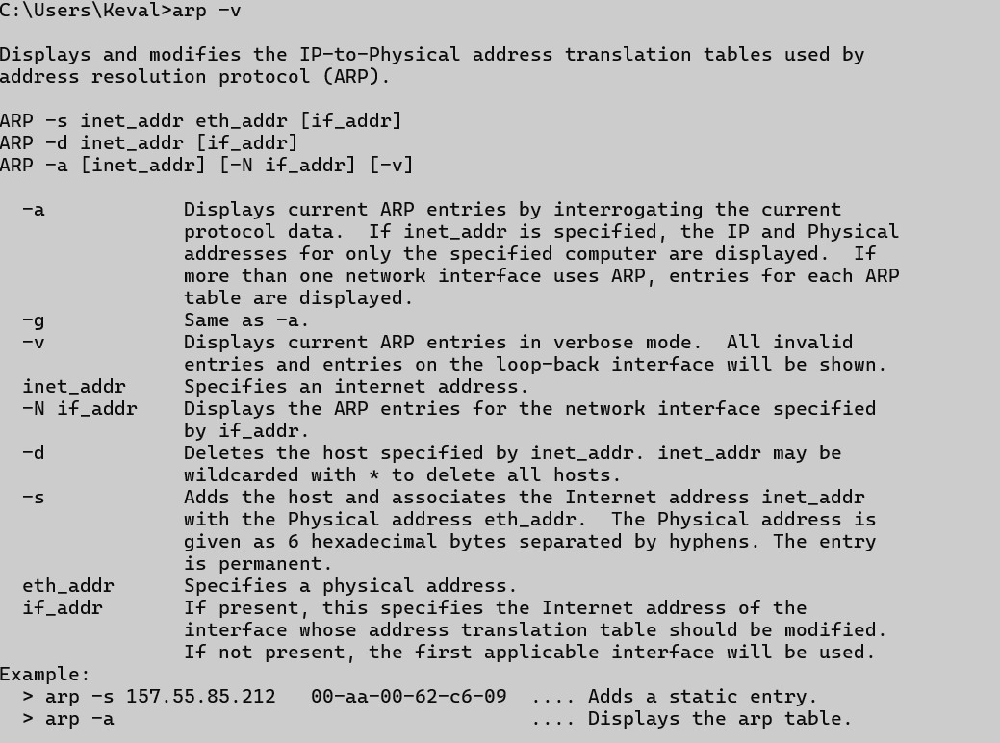 C:\Users\Keval>arp -v

Displays and modifies the IP-to-Physical address translation tables used by
address resolution protocol (ARP).

ARP -s inet_addr eth_addr [if_addr]
ARP -d inet_addr [if_addr]
ARP -a [inet_addr] [-N if_addr] [-v]

  -a            Displays current ARP entries by interrogating the current
                protocol data.  If inet_addr is specified, the IP and Physical
                addresses for only the specified computer are displayed.  If
                more than one network interface uses ARP, entries for each ARP
                table are displayed.
  -g            Same as -a.
  -v            Displays current ARP entries in verbose mode.  All invalid
                entries and entries on the loop-back interface will be shown.
  inet_addr     Specifies an internet address.
  -N if_addr    Displays the ARP entries for the network interface specified
                by if_addr.
  -d            Deletes the host specified by inet_addr. inet_addr may be
                wildcarded with * to delete all hosts.
  -s            Adds the host and associates the Internet address inet_addr
                with the Physical address eth_addr.  The Physical address is
                given as 6 hexadecimal bytes separated by hyphens. The entry
                is permanent.
  eth_addr      Specifies a physical address.
  if_addr       If present, this specifies the Internet address of the
                interface whose address translation table should be modified.
                If not present, the first applicable interface will be used.
Example:
  > arp -s 157.55.85.212   00-aa-00-62-c6-09  .... Adds a static entry.
  > arp -a                                    .... Displays the arp table.